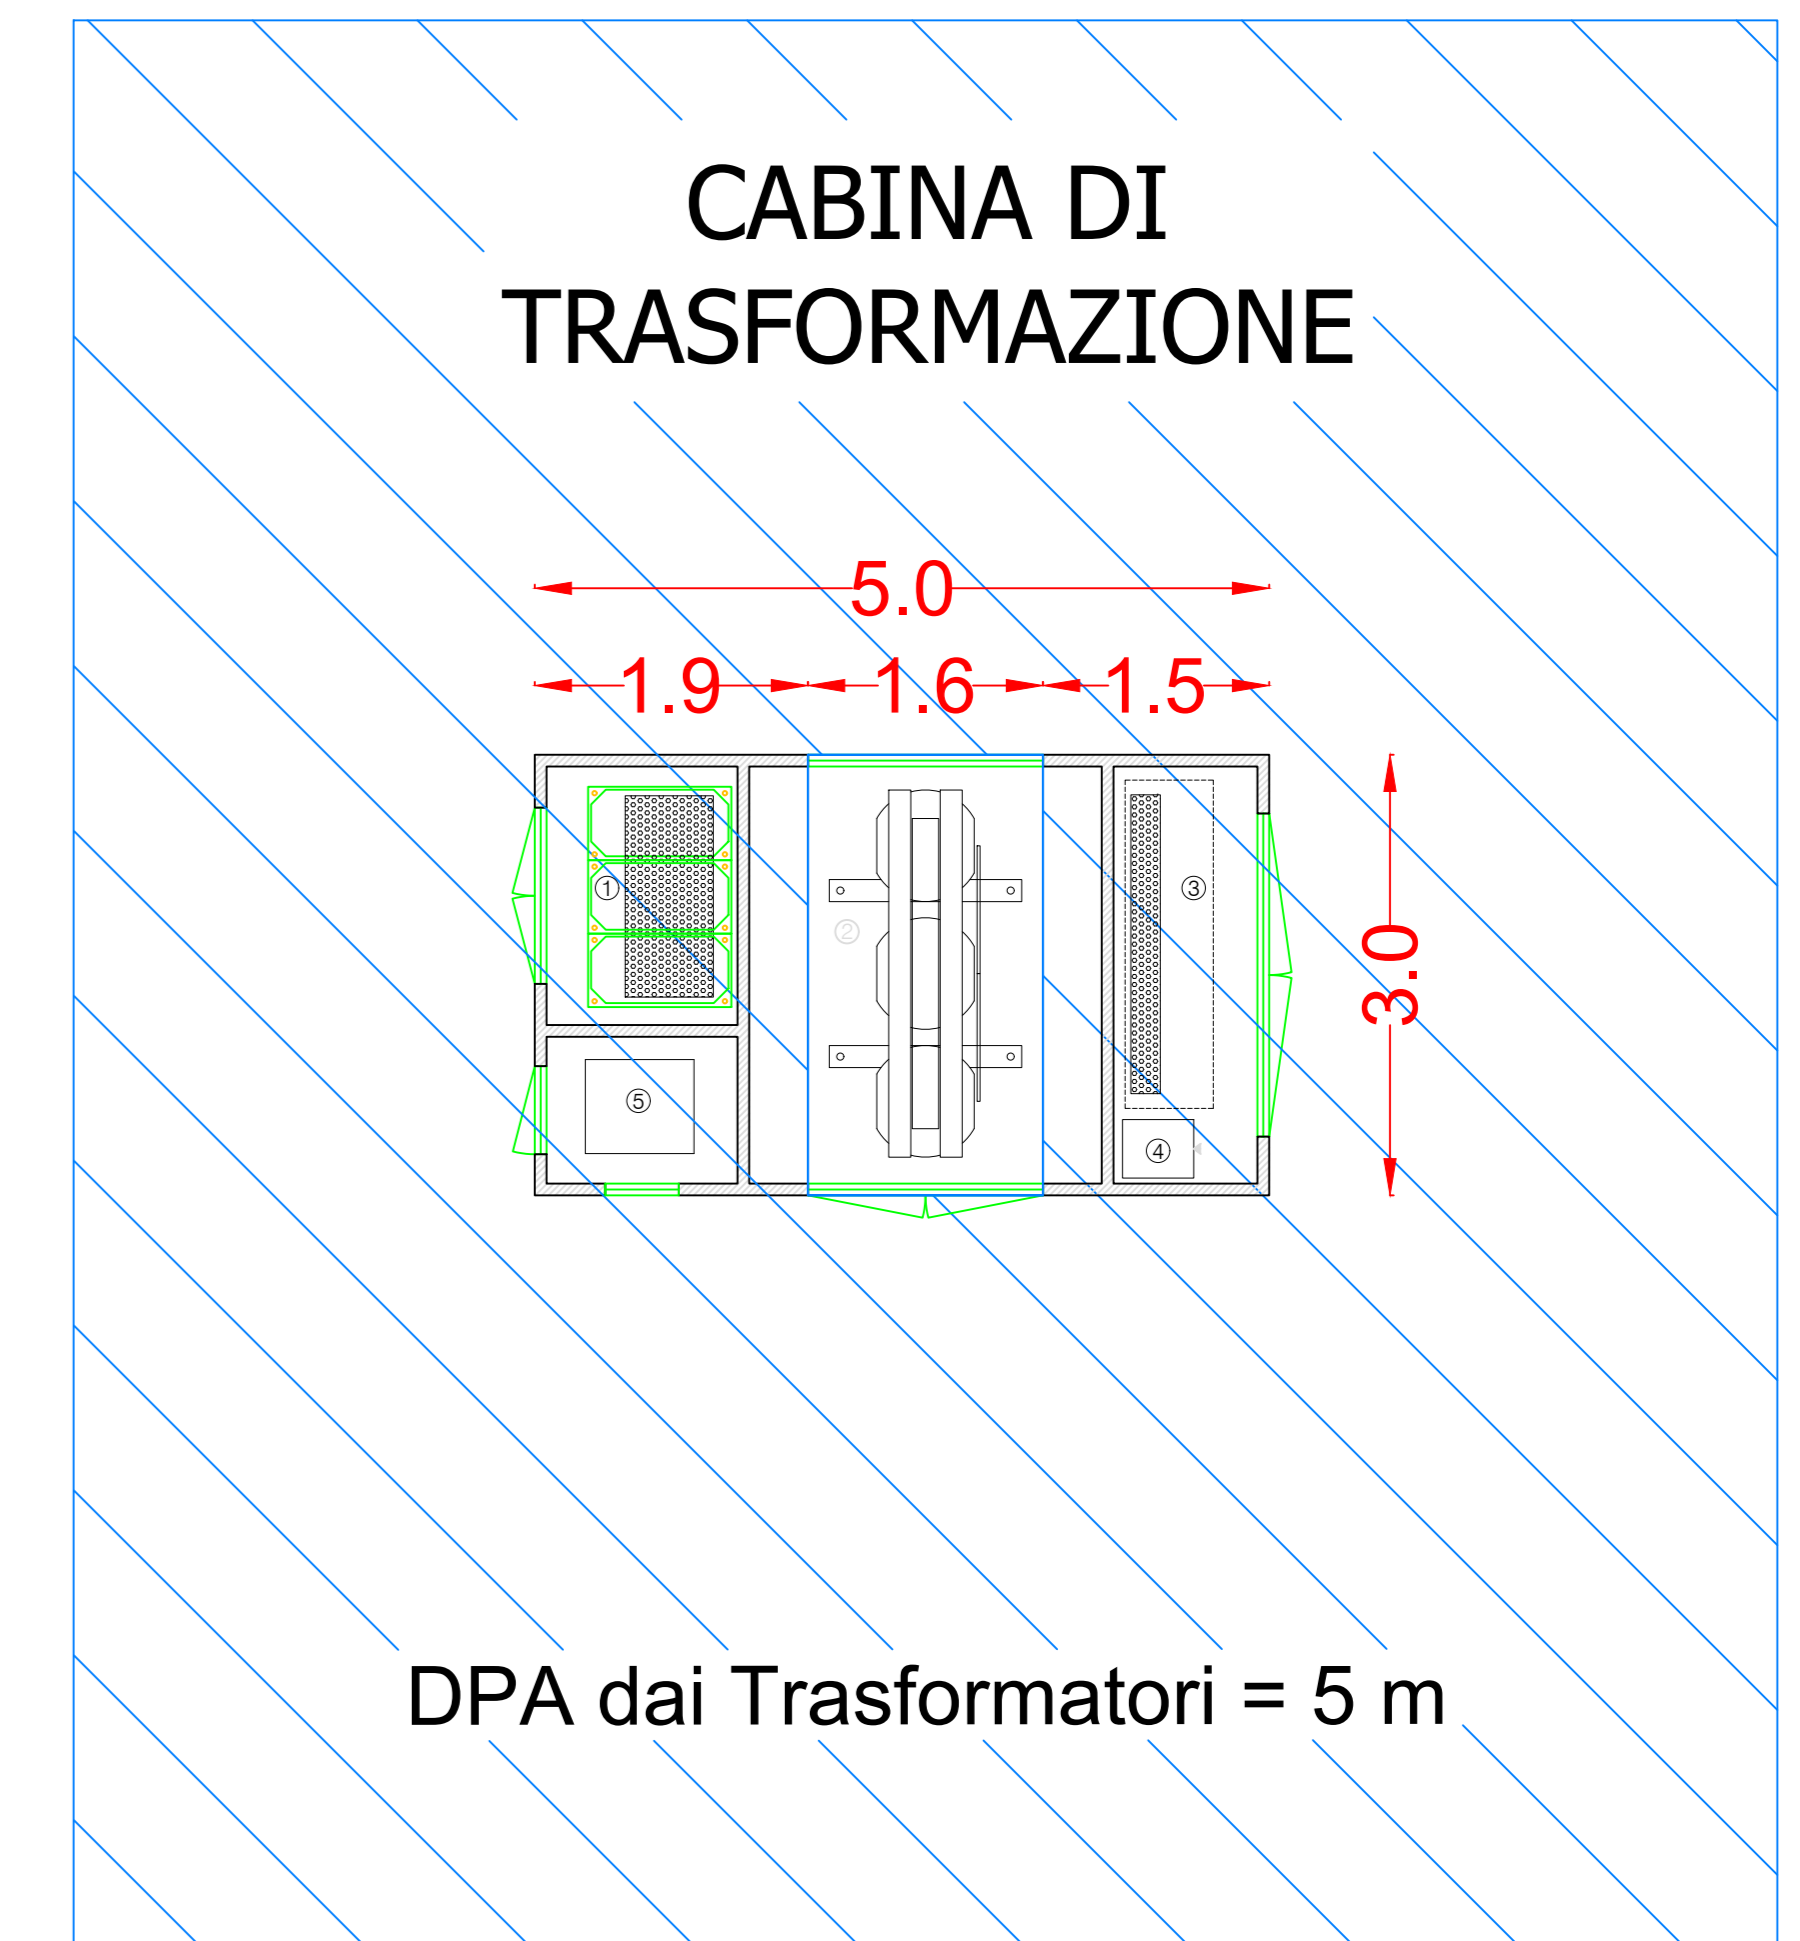 CABINA DI
TRASFORMAZIONE
5.0
1.9 1.6 1.5
3.0
①
②
③
④
⑤
DPA dai Trasformatori = 5 m